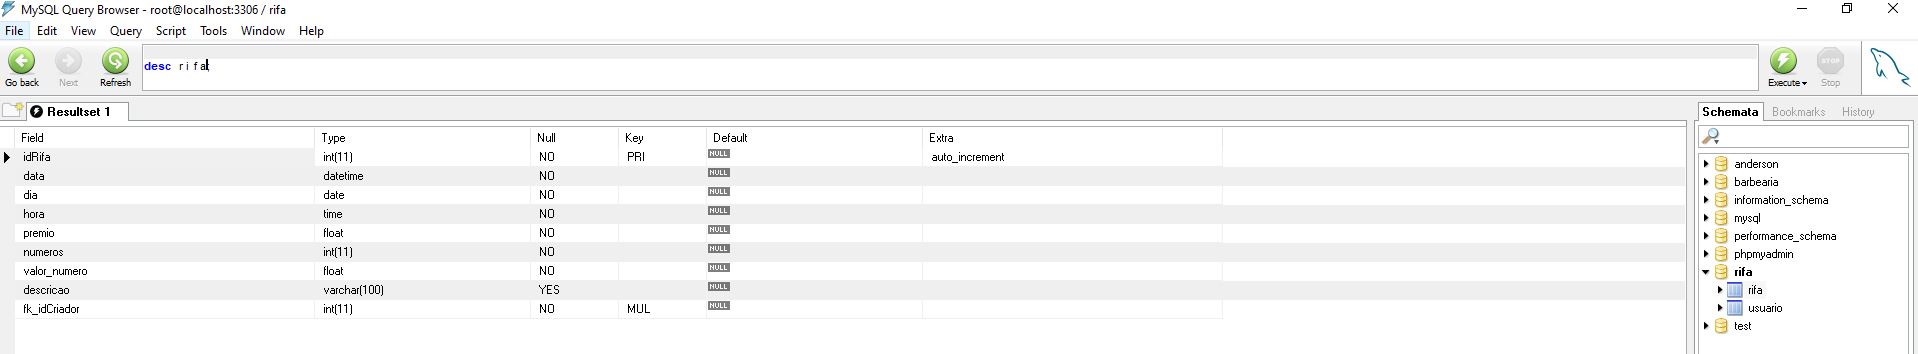 MySQL Query Browser - root@localhost:3306 / rifa
File Edit View Query Script Tools Window Help
Go back Next Refresh desc rifa; Execute STOP Stop
Resultset 1
Schemata Bookmarks History
Field Type Null Key Default Extra
idRifa int(11) NO PRI NULL auto_increment
data datetime NO NULL
dia date NO NULL
hora time NO NULL
premio float NO NULL
numeros int(11) NO NULL
valor_numero float NO NULL
descricao varchar(100) YES NULL
fk_idCriador int(11) NO MUL NULL
anderson
barbearia
information_schema
mysql
performance_schema
phpmyadmin
rifa
rifa
usuario
test